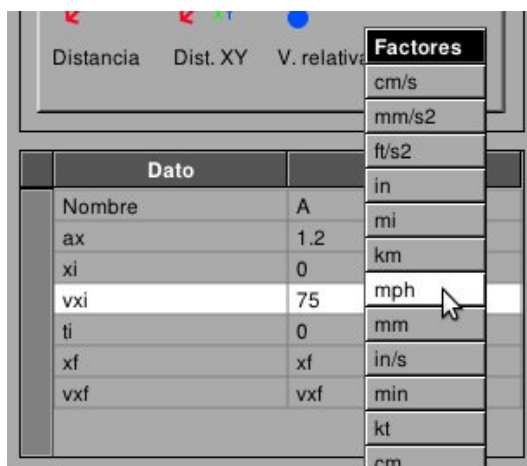 Distancia Dist. XY V. relativa
Factores
cm/s
mm/s2
ft/s2
in
mi
km
mph
mm
in/s
min
kt
cm
Dato
Nombre A
ax 1.2
xi 0
vxi 75
ti 0
xf xf
vxf vxf